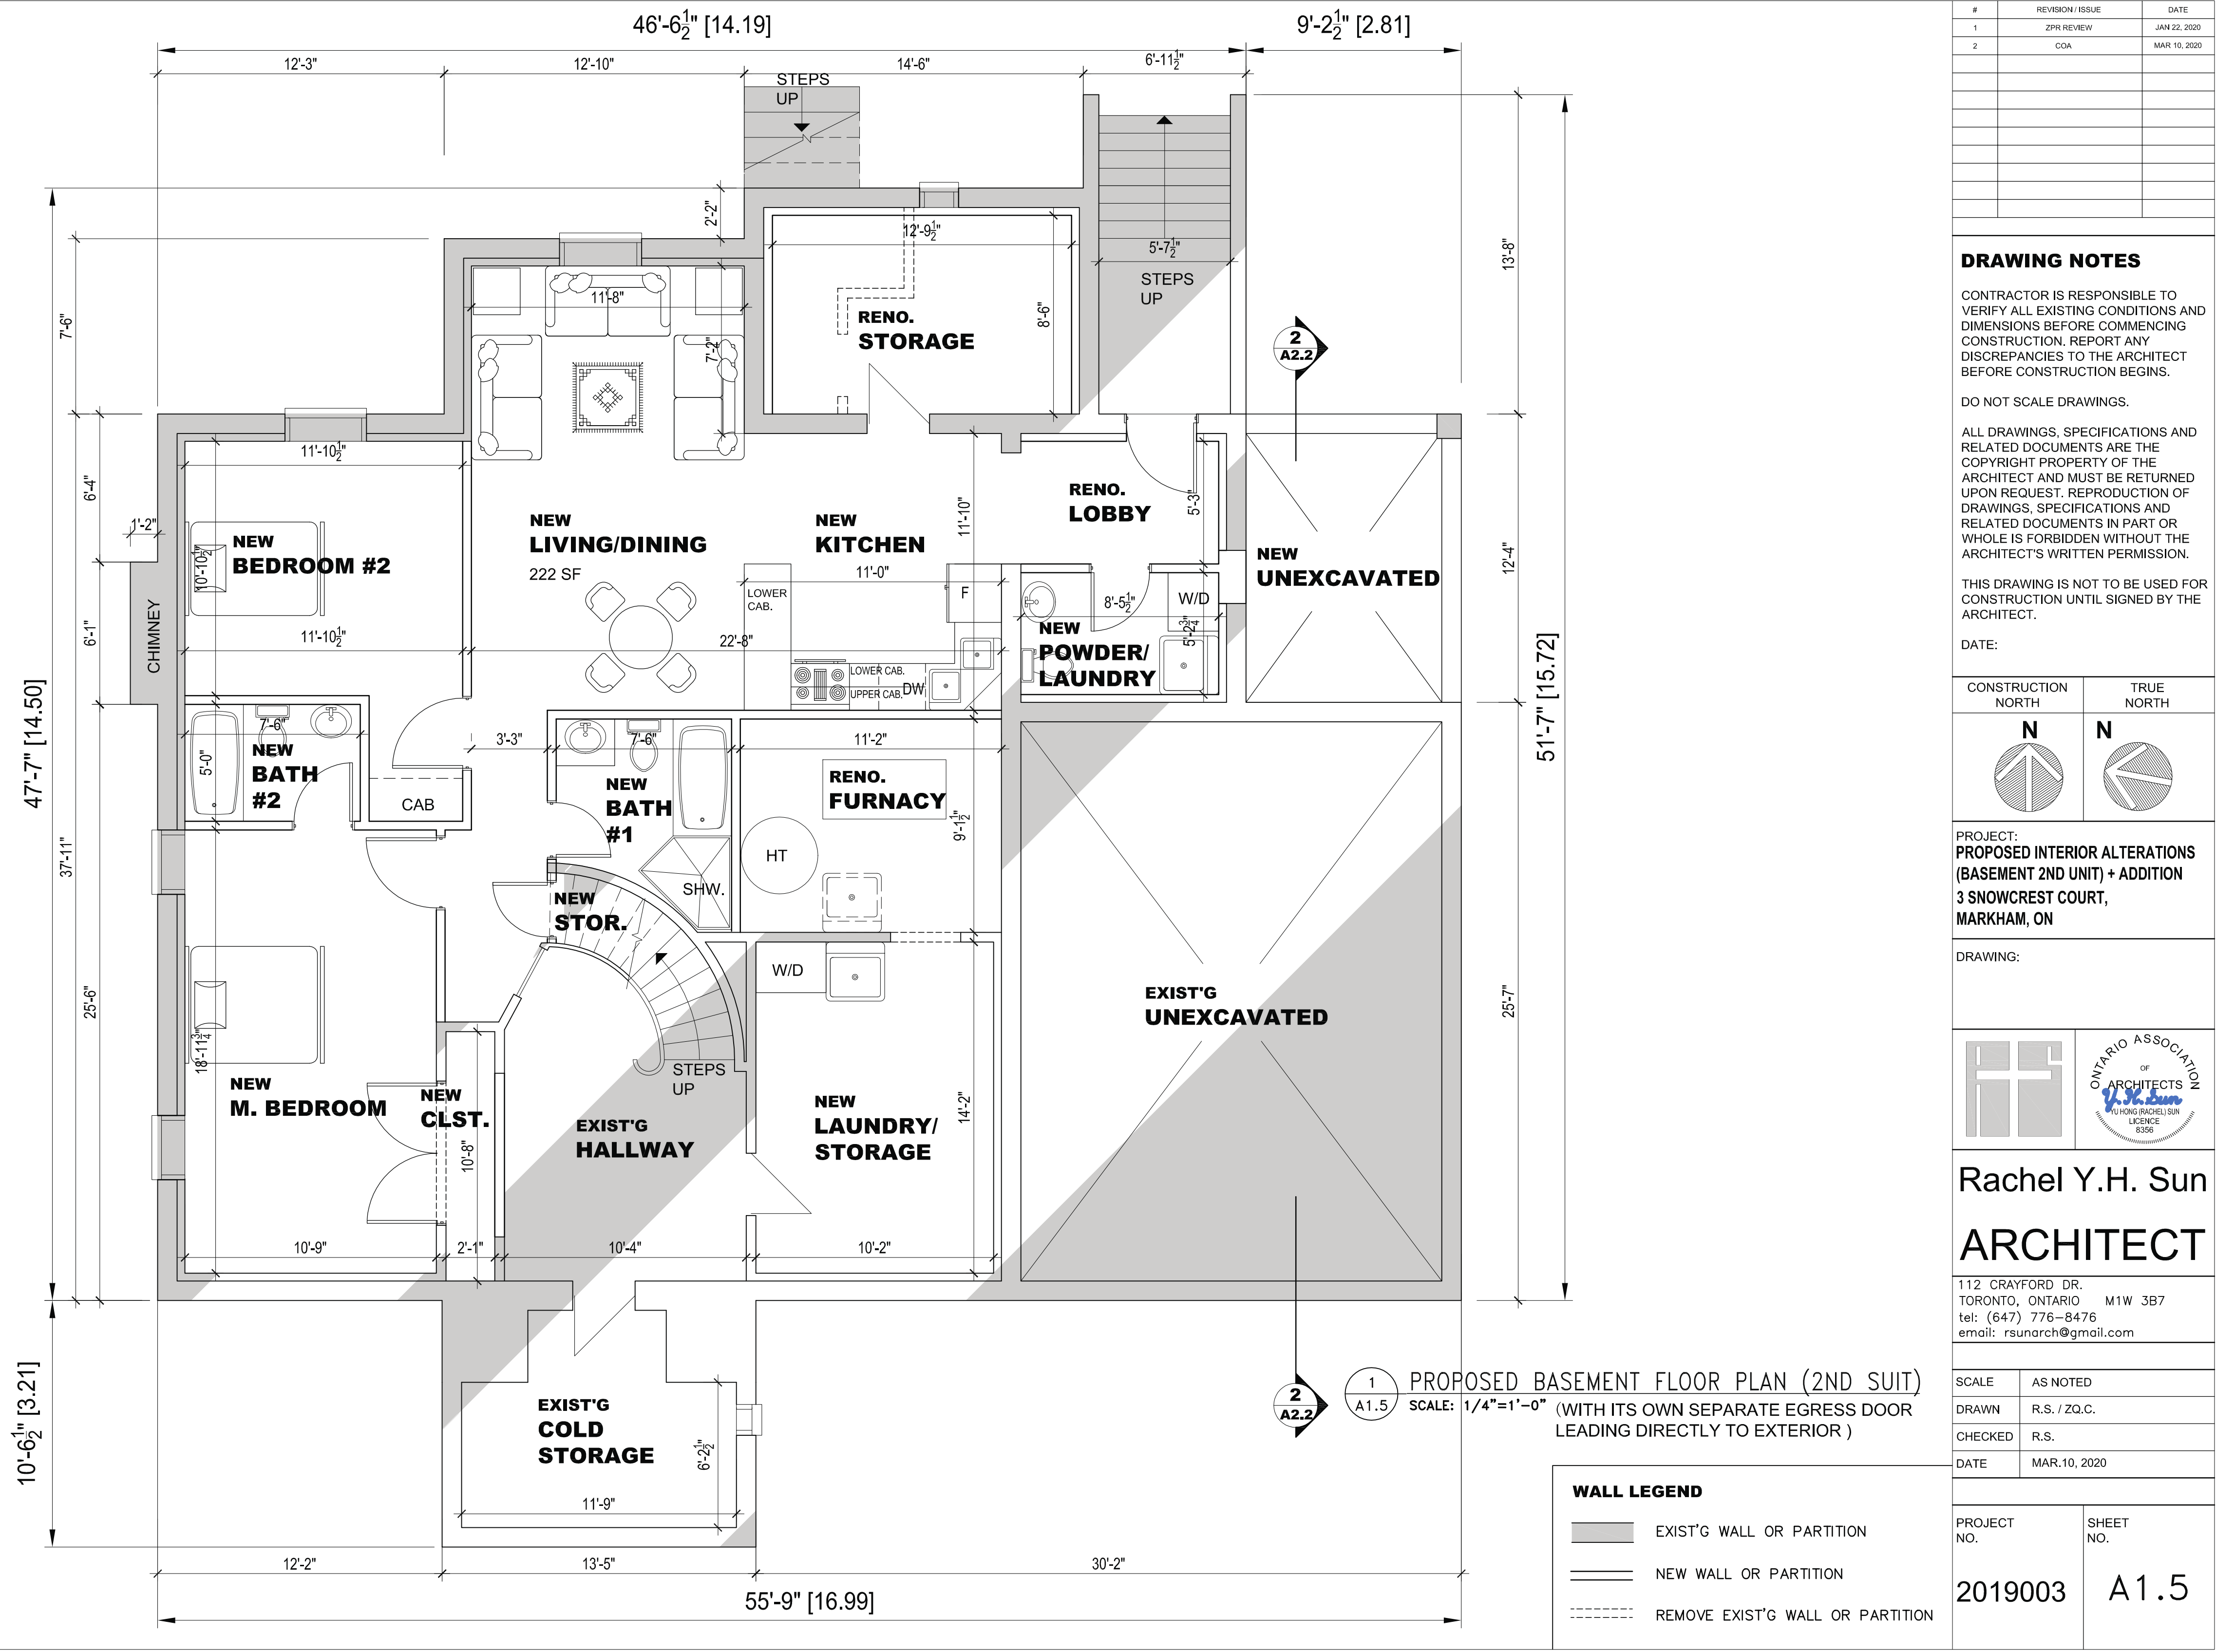 46'-6½" [14.19]
9'-2½" [2.81]
12'-3"
12'-10"
14'-6"
6'-11½"
STEPS
UP
2'-2"
12'-9½"
5'-7½"
STEPS
UP
13'-8"
7'-6"
11'-8"
7'-2"
RENO.
STORAGE
8'-6"
2
A2.2
11'-10½"
6'-4"
1'-2"
NEW
BEDROOM #2
10'-10½"
11'-10½"
NEW
LIVING/DINING
222 SF
NEW
KITCHEN
11'-10"
11'-0"
LOWER
CAB.
F
22'-8"
LOWER CAB.
UPPER CAB.
DW
RENO.
LOBBY
5'-3"
NEW
UNEXCAVATED
12'-4"
8'-5½"
W/D
NEW
POWDER/
LAUNDRY
5'-2¾"
CHIMNEY
6'-1"
47'-7" [14.50]
51'-7" [15.72]
7'-6"
5'-0"
NEW
BATH
#2
CAB
3'-3"
7'-6"
NEW
BATH
#1
SHW.
11'-2"
RENO.
FURNACY
9'-1½"
HT
37'-11"
25'-6"
NEW
STOR.
W/D
18'-11¾"
NEW
M. BEDROOM
NEW
CLST.
10'-8"
STEPS
UP
EXIST'G
HALLWAY
NEW
LAUNDRY/
STORAGE
14'-2"
EXIST'G
UNEXCAVATED
25'-7"
10'-9"
2'-1"
10'-4"
10'-2"
10'-6½" [3.21]
EXIST'G
COLD
STORAGE
6'-2½"
11'-9"
2
A2.2
1
A1.5
PROPOSED BASEMENT FLOOR PLAN (2ND SUIT)
SCALE: 1/4"=1'-0"
(WITH ITS OWN SEPARATE EGRESS DOOR
LEADING DIRECTLY TO EXTERIOR )
12'-2"
13'-5"
30'-2"
55'-9" [16.99]
WALL LEGEND
EXIST'G WALL OR PARTITION
NEW WALL OR PARTITION
REMOVE EXIST'G WALL OR PARTITION
# REVISION / ISSUE DATE
1 ZPR REVIEW JAN 22, 2020
2 COA MAR 10, 2020
DRAWING NOTES
CONTRACTOR IS RESPONSIBLE TO
VERIFY ALL EXISTING CONDITIONS AND
DIMENSIONS BEFORE COMMENCING
CONSTRUCTION. REPORT ANY
DISCREPANCIES TO THE ARCHITECT
BEFORE CONSTRUCTION BEGINS.
DO NOT SCALE DRAWINGS.
ALL DRAWINGS, SPECIFICATIONS AND
RELATED DOCUMENTS ARE THE
COPYRIGHT PROPERTY OF THE
ARCHITECT AND MUST BE RETURNED
UPON REQUEST. REPRODUCTION OF
DRAWINGS, SPECIFICATIONS AND
RELATED DOCUMENTS IN PART OR
WHOLE IS FORBIDDEN WITHOUT THE
ARCHITECT'S WRITTEN PERMISSION.
THIS DRAWING IS NOT TO BE USED FOR
CONSTRUCTION UNTIL SIGNED BY THE
ARCHITECT.
DATE:
CONSTRUCTION
NORTH
TRUE
NORTH
N
N
PROJECT:
PROPOSED INTERIOR ALTERATIONS
(BASEMENT 2ND UNIT) + ADDITION
3 SNOWCREST COURT,
MARKHAM, ON
DRAWING:
ONTARIO ASSOCIATION
OF
ARCHITECTS
Y.H.Sun
YU HONG (RACHEL) SUN
LICENCE
8356
Rachel Y.H. Sun
ARCHITECT
112 CRAYFORD DR.
TORONTO, ONTARIO M1W 3B7
tel: (647) 776-8476
email: rsunarch@gmail.com
SCALE AS NOTED
DRAWN R.S. / ZQ.C.
CHECKED R.S.
DATE MAR.10, 2020
PROJECT
NO.
2019003
SHEET
NO.
A1.5